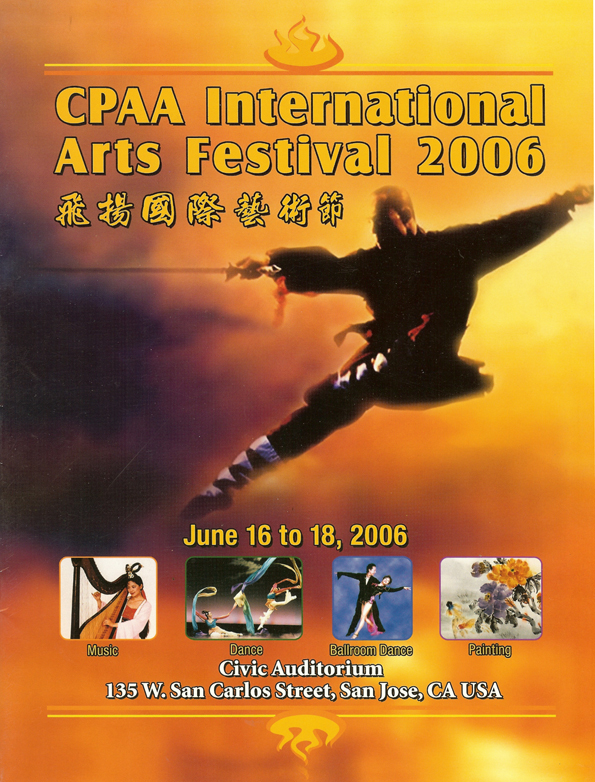 CPAA International
Arts Festival 2006
飛揚國際藝術節
June 16 to 18, 2006
Music
Dance
Ballroom Dance
Painting
Civic Auditorium
135 W. San Carlos Street, San Jose, CA USA